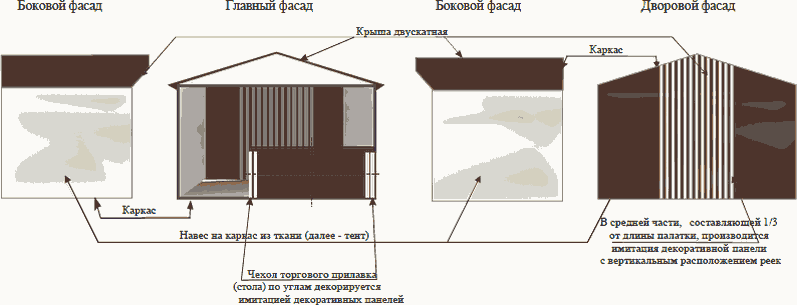 Боковой фасад
Главный фасад
Боковой фасад
Дворовой фасад
Крыша двускатная
Каркас
Каркас
Навес на каркас из ткани (далее - тент)
В средней части, составляющей 1/3
от длины палатки, производится
имитация декоративной панели
с вертикальным расположением реек
Чехол торгового прилавка
(стола) по углам декорируется
имитацией декоративных панелей